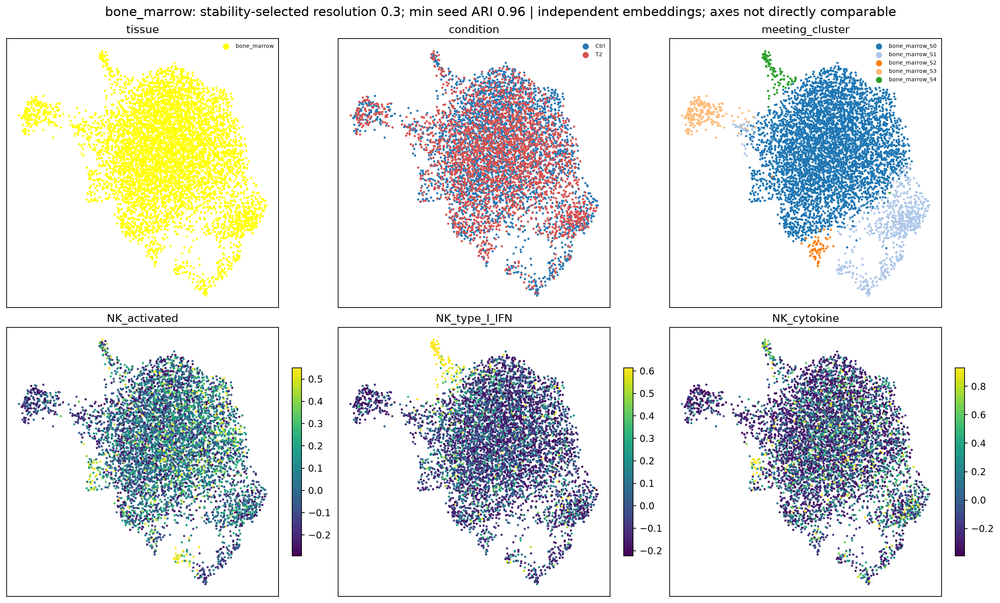 bone_marrow: stability-selected resolution 0.3; min seed ARI 0.96 | independent embeddings; axes not directly comparable
tissue
condition
meeting_cluster
bone_marrow
Ctrl
T2
bone_marrow_S0
bone_marrow_S1
bone_marrow_S2
bone_marrow_S3
bone_marrow_S4
NK_activated
NK_type_I_IFN
NK_cytokine
0.5
0.4
0.3
0.2
0.1
0.0
−0.1
−0.2
0.6
0.5
0.4
0.3
0.2
0.1
0.0
−0.1
−0.2
0.8
0.6
0.4
0.2
0.0
−0.2